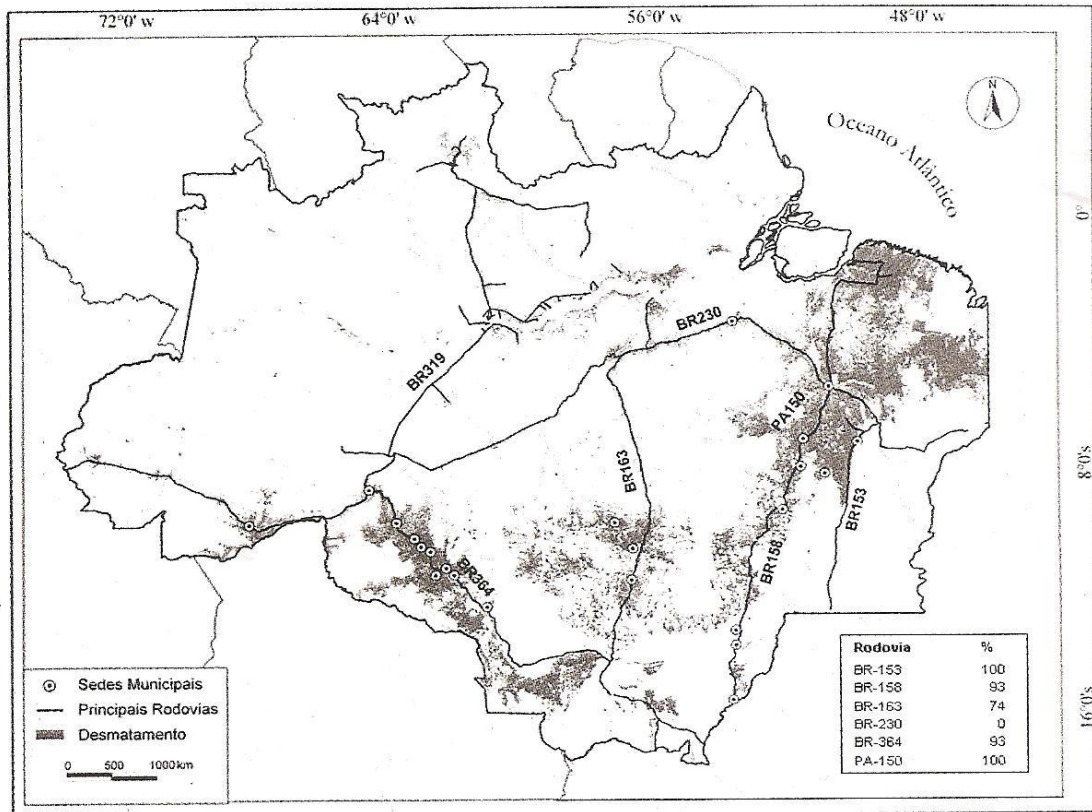 72°0' w 64°0' w 56°0' w 48°0' w
N
Oceano Atlântico
0°
BR230
BR319
PA150
8°0's
BR163
BR153
BR158
BR364
Rodovia %
BR-153 100
BR-158 93
BR-163 74
BR-230 0
BR-364 93
PA-150 100
16°0's
Sedes Municipais
Principais Rodovias
Desmatamento
0 500 1000km